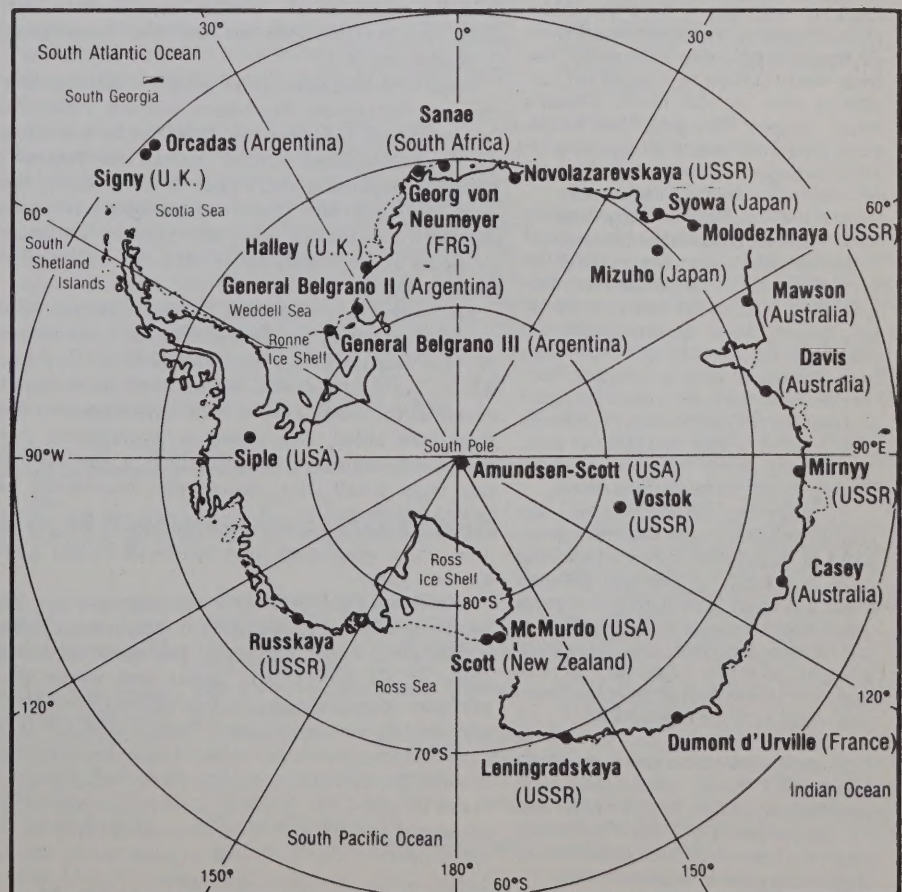 30°
0°
30°
South Atlantic Ocean
South Georgia
Orcadas (Argentina)
Signy (U.K.)
Scotia Sea
60°
South
Shetland
Islands
Sanae
(South Africa)
Georg von
Neumeyer
(FRG)
Novolazarevskaya (USSR)
Syowa (Japan)
60°
Molodezhnaya (USSR)
Mizuho (Japan)
Halley (U.K.)
General Belgrano II (Argentina)
Weddell Sea
Ronne
Ice Shelf
General Belgrano III (Argentina)
Mawson
(Australia)
Davis
(Australia)
90°W
Siple (USA)
South Pole
Amundsen-Scott (USA)
Vostok
(USSR)
90°E
Mirnyy
(USSR)
Casey
(Australia)
Ross
Ice Shelf
80°S
McMurdo (USA)
Scott (New Zealand)
Russkaya
(USSR)
Ross Sea
120°
120°
70°S
Leningradskaya
(USSR)
Dumont d'Urville (France)
Indian Ocean
South Pacific Ocean
150°
180°
60°S
150°